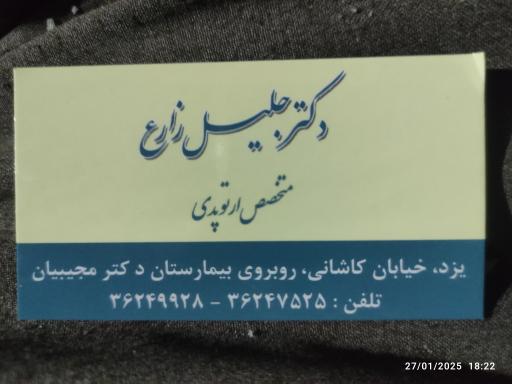 دکتر جلیل زارع
متخصص ارتوپدی
یزد، خیابان کاشانی، روبروی بیمارستان دکتر مجیبیان
تلفن : ۳۶۲۴۷۵۲۵ - ۳۶۲۴۹۹۲۸
27/01/2025 18:22